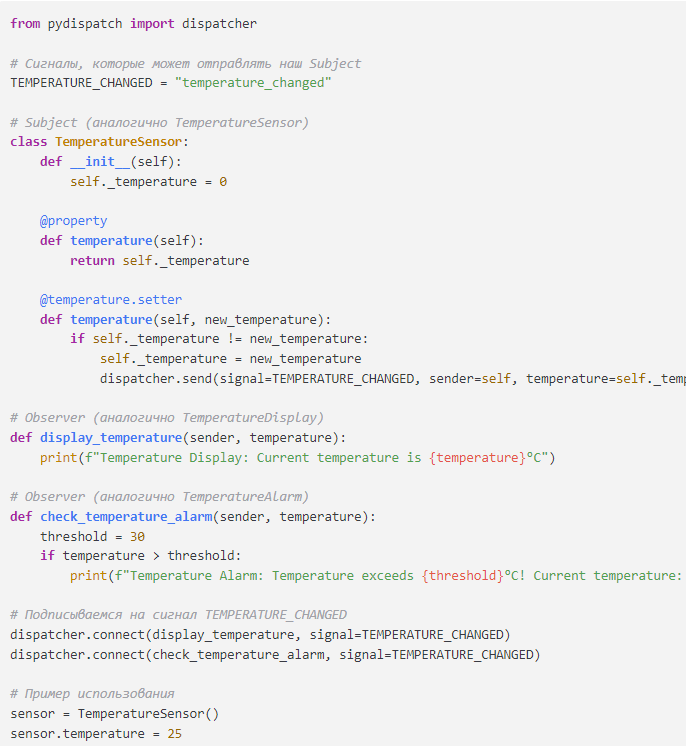 from pydispatch import dispatcher
# Сигналы, которые может отправлять наш Subject
TEMPERATURE_CHANGED = "temperature_changed"
# Subject (аналогично TemperatureSensor)
class TemperatureSensor:
    def __init__(self):
        self._temperature = 0
    @property
    def temperature(self):
        return self._temperature
    @temperature.setter
    def temperature(self, new_temperature):
        if self._temperature != new_temperature:
            self._temperature = new_temperature
            dispatcher.send(signal=TEMPERATURE_CHANGED, sender=self, temperature=self._temp
# Observer (аналогично TemperatureDisplay)
def display_temperature(sender, temperature):
    print(f"Temperature Display: Current temperature is {temperature}°C")
# Observer (аналогично TemperatureAlarm)
def check_temperature_alarm(sender, temperature):
    threshold = 30
    if temperature > threshold:
        print(f"Temperature Alarm: Temperature exceeds {threshold}°C! Current temperature:
# Подписываемся на сигнал TEMPERATURE_CHANGED
dispatcher.connect(display_temperature, signal=TEMPERATURE_CHANGED)
dispatcher.connect(check_temperature_alarm, signal=TEMPERATURE_CHANGED)
# Пример использования
sensor = TemperatureSensor()
sensor.temperature = 25